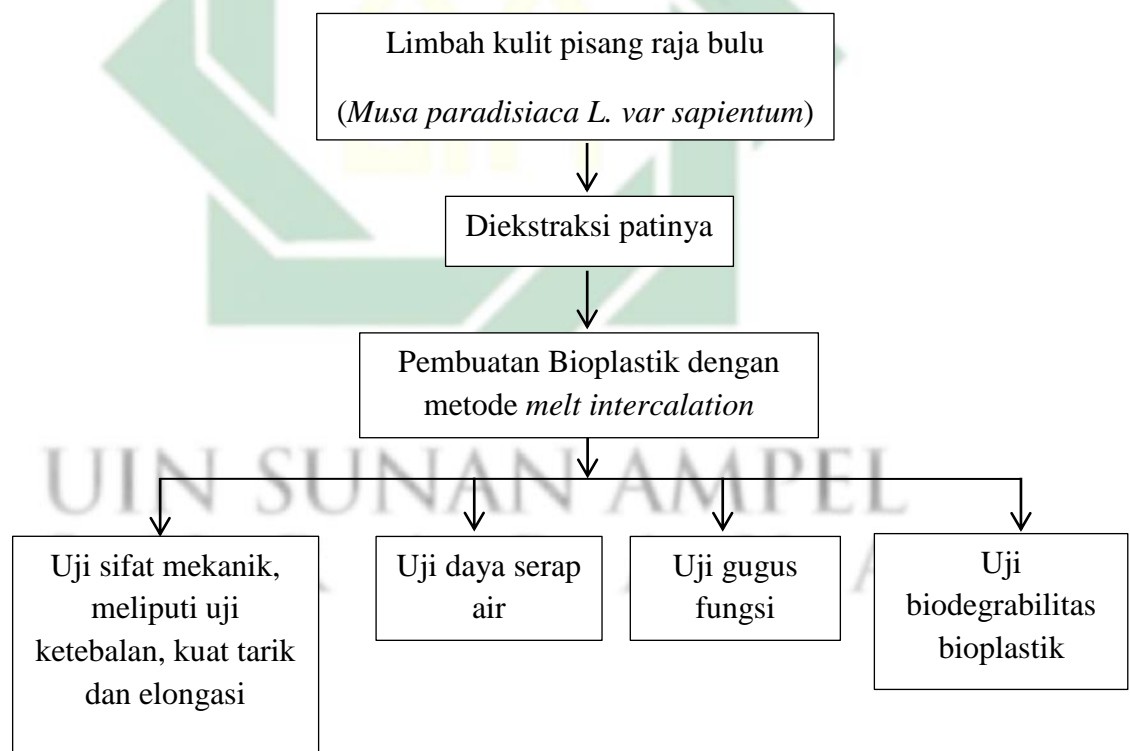 Limbah kulit pisang raja bulu
(Musa paradisiaca L. var sapientum)
Diekstraksi patinya
Pembuatan Bioplastik dengan
metode melt intercalation
UIN SUNAN AMPEL
Uji sifat mekanik,
meliputi uji
ketebalan, kuat tarik
dan elongasi
Uji daya serap
air
Uji gugus
fungsi
Uji
biodegrabilitas
bioplastik